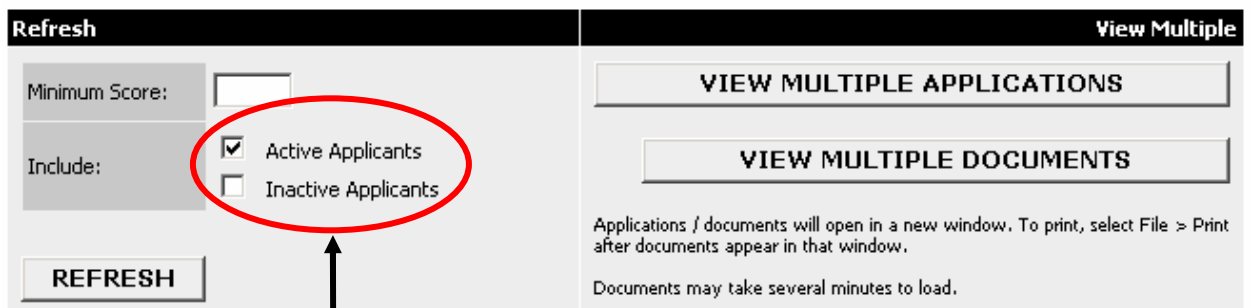 Refresh
View Multiple
Minimum Score:
Include:
Active Applicants
Inactive Applicants
REFRESH
VIEW MULTIPLE APPLICATIONS
VIEW MULTIPLE DOCUMENTS
Applications / documents will open in a new window. To print, select File > Print
after documents appear in that window.
Documents may take several minutes to load.